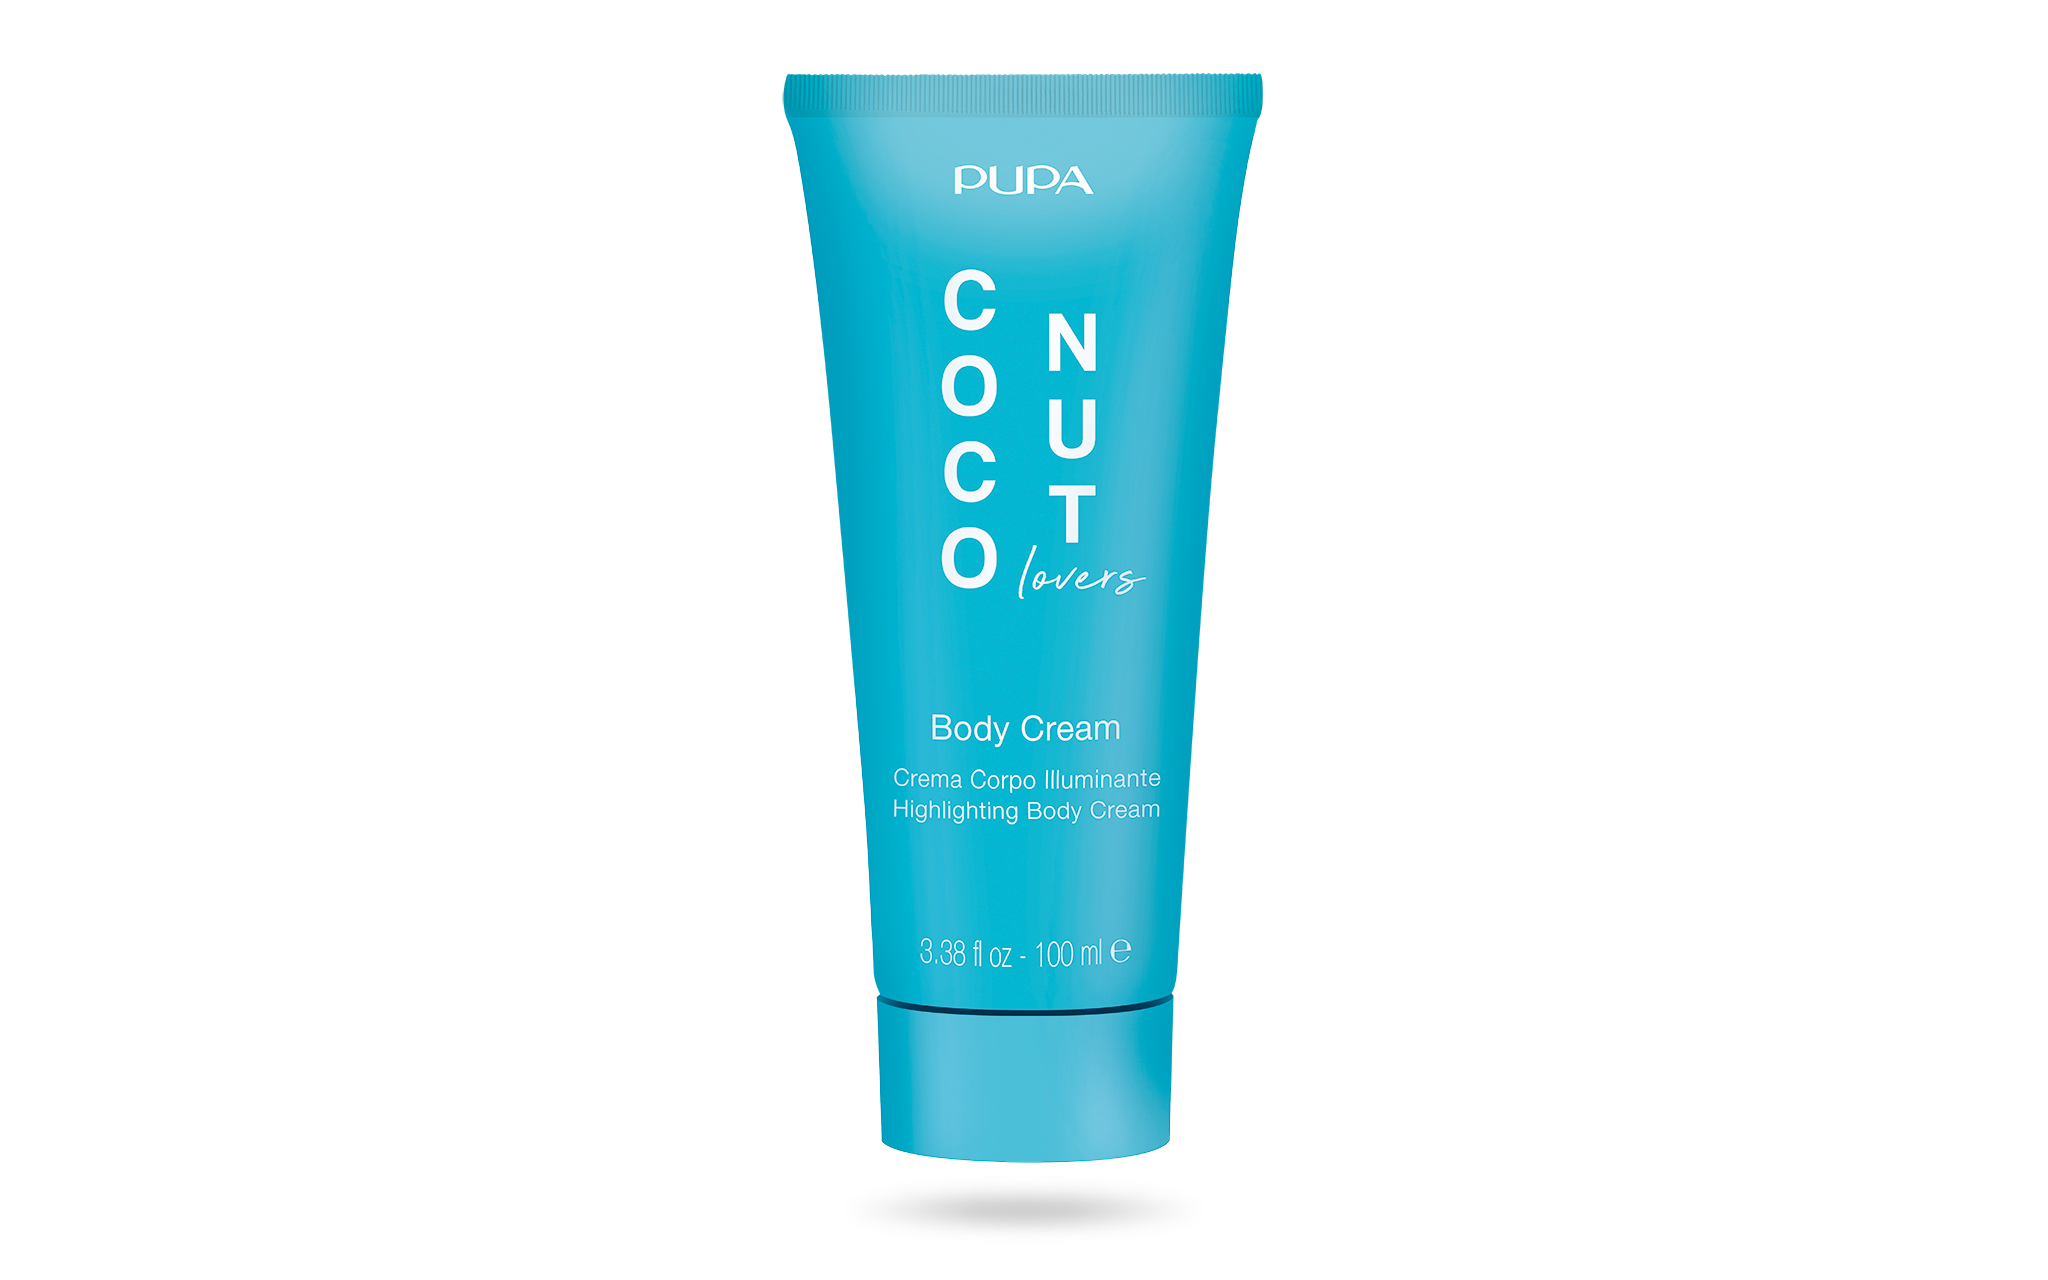 PUPA
COCO
NUT
lovers
Body Cream
Crema Corpo Illuminante
Highlighting Body Cream
3.38 fl oz - 100 ml ℮